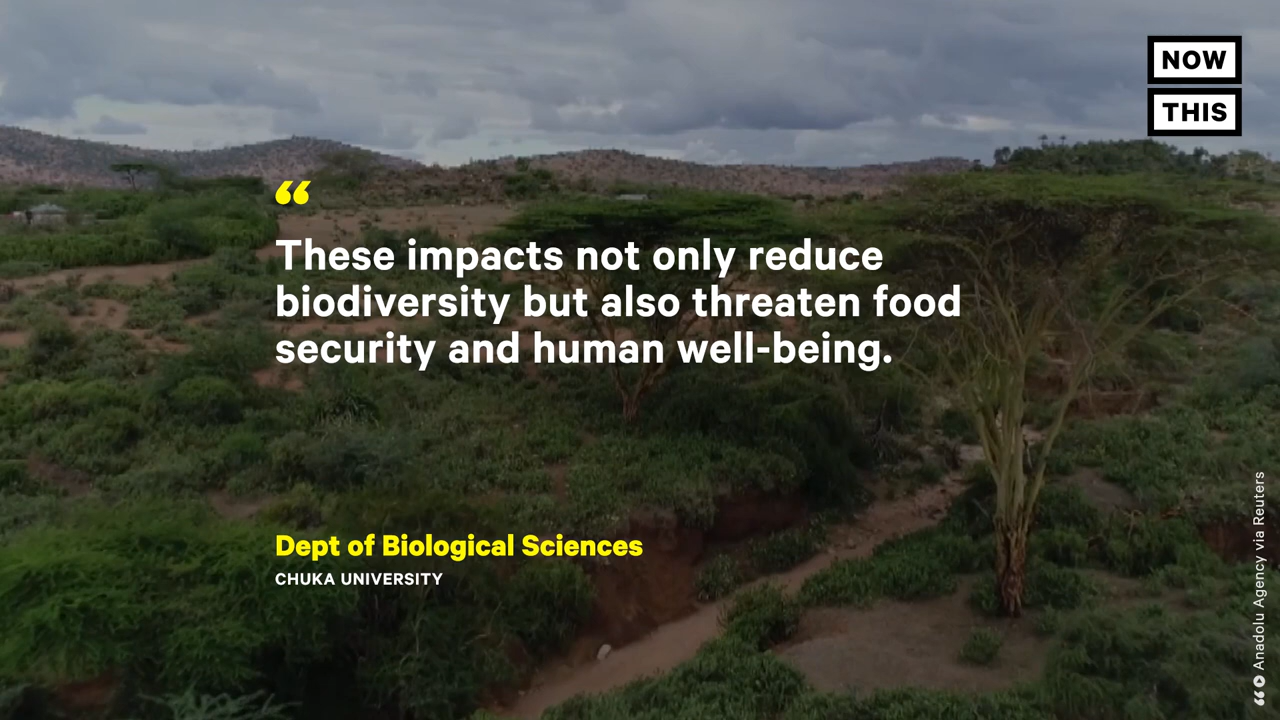 NOW
THIS
“
These impacts not only reduce
biodiversity but also threaten food
security and human well-being.
Dept of Biological Sciences
CHUKA UNIVERSITY
Anadolu Agency via Reuters